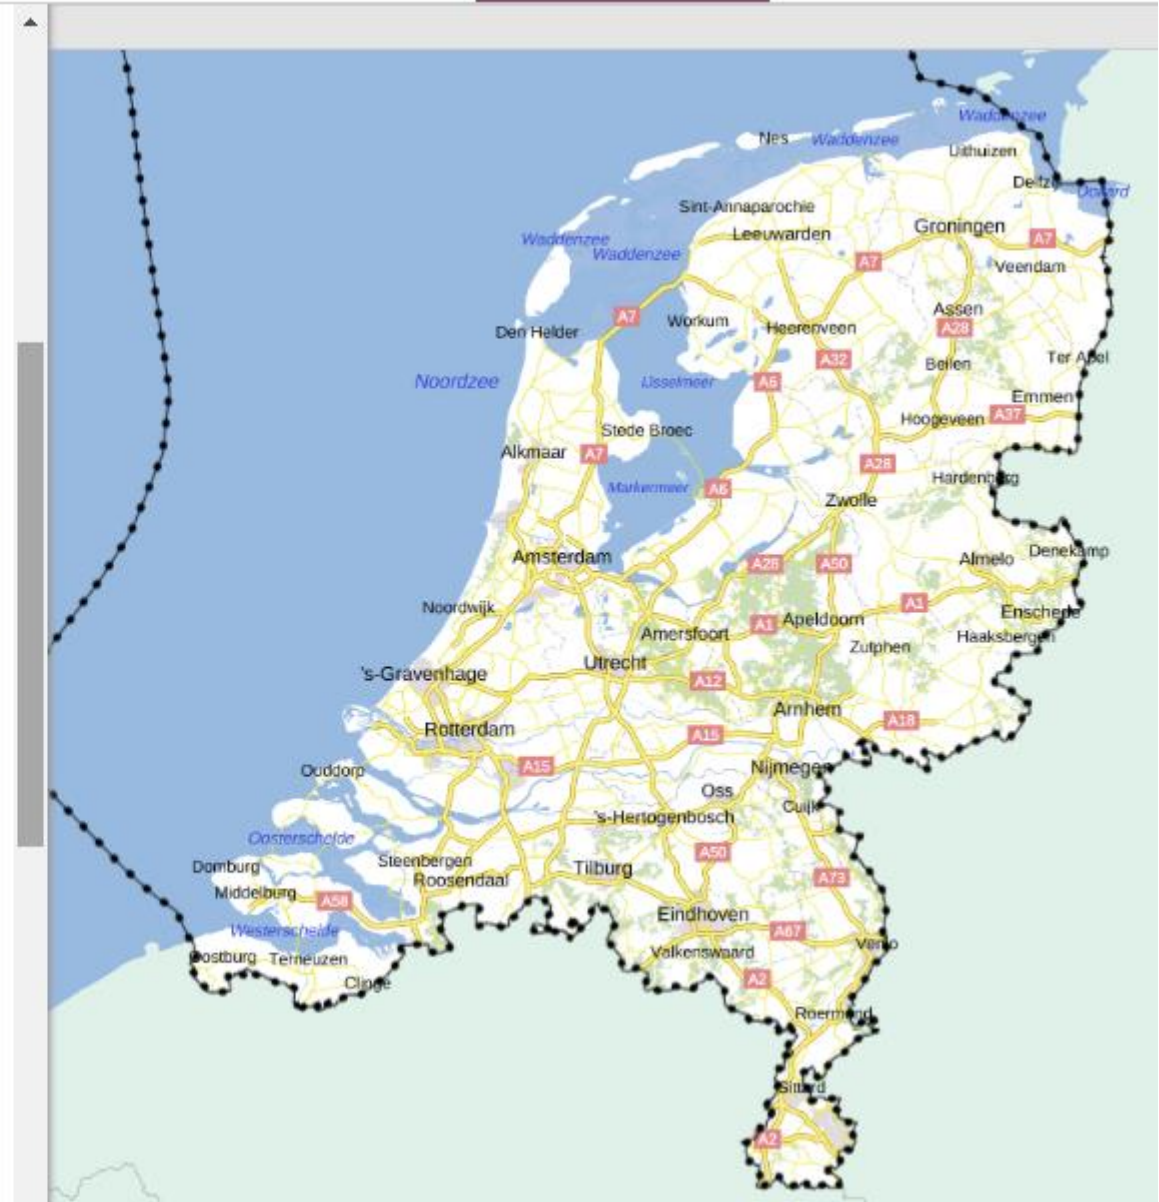 Waddenzee
Nes
Waddenzee
Uithuizen
Delfzijl
Dollard
Sint-Annaparochie
Leeuwarden
Groningen
A7
Waddenzee
Waddenzee
A7
Veendam
A7
Workum
Assen
Den Helder
Heerenveen
A28
A32
Ter Apel
Beilen
Noordzee
IJsselmeer
A6
Emmen
Hoogeveen
A37
Stede Broec
Alkmaar
A7
A28
Hardenberg
Markermeer
A6
Zwolle
Amsterdam
Denekamp
Almelo
A28
A50
Noordwijk
A1
Enschede
Apeldoorn
A1
Amersfoort
Haaksbergen
Zutphen
Utrecht
's-Gravenhage
A12
Arnhem
A18
Rotterdam
A15
A15
Nijmegen
Ouddorp
Oss
Cuijk
's-Hertogenbosch
Oosterschelde
A50
Steenbergen
Domburg
Tilburg
Roosendaal
A73
Middelburg
A58
Eindhoven
Westerschelde
A67
Venlo
Valkenswaard
Oostburg
Terneuzen
A2
Clinge
Roermond
Sittard
A2